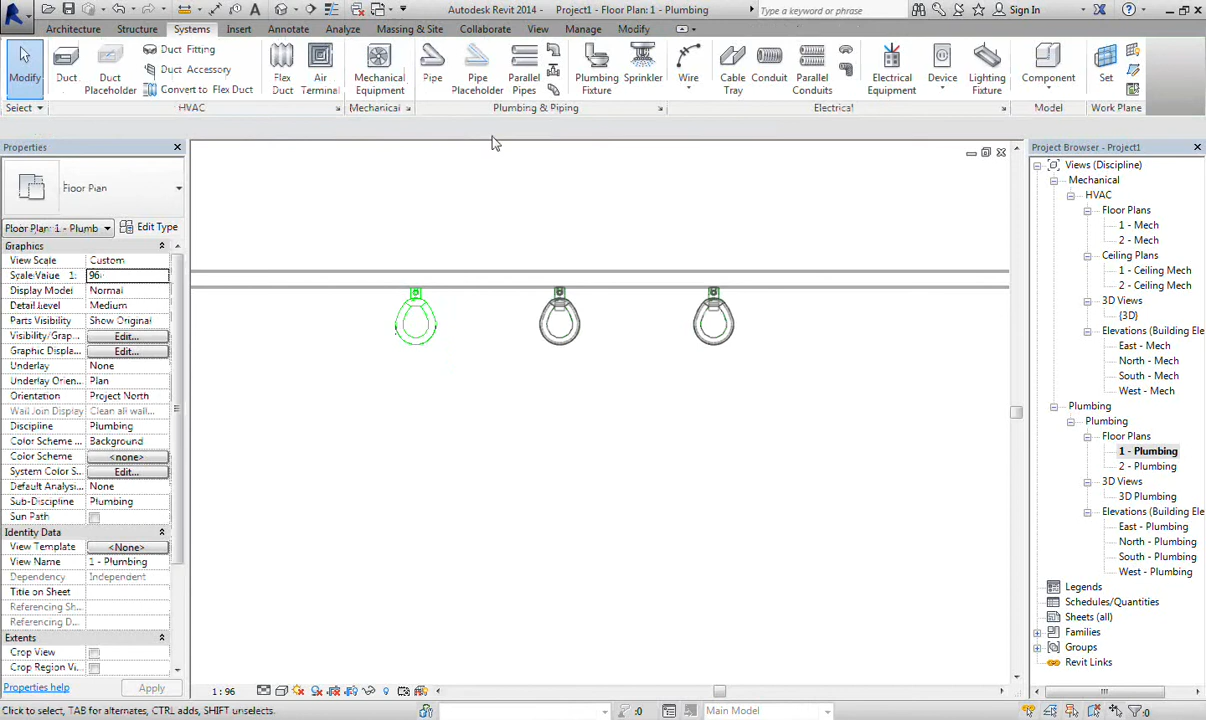 Autodesk Revit 2014 - Project1 - Floor Plan: 1 - Plumbing
Type a keyword or phrase
Sign In
Architecture Structure Systems Insert Annotate Analyze Massing & Site Collaborate View Manage Modify
Modify
Select
Duct
Duct Placeholder
Duct Fitting
Duct Accessory
Convert to Flex Duct
Flex Duct
Air Terminal
HVAC
Mechanical Equipment
Mechanical
Pipe
Pipe Placeholder
Parallel Pipes
Plumbing Fixture
Sprinkler
Plumbing & Piping
Wire
Cable Tray
Conduit
Parallel Conduits
Electrical Equipment
Device
Lighting Fixture
Electrical
Component
Model
Set
Work Plane
Properties
Floor Plan
Floor Plan: 1 - Plumb
Edit Type
Graphics
View Scale Custom
Scale Value 1: 96
Display Model Normal
Detail Level Medium
Parts Visibility Show Original
Visibility/Grap... Edit...
Graphic Displa... Edit...
Underlay None
Underlay Orien... Plan
Orientation Project North
Wall Join Display Clean all wall...
Discipline Plumbing
Color Scheme ... Background
Color Scheme <none>
System Color S... Edit...
Default Analysi... None
Sub-Discipline Plumbing
Sun Path
Identity Data
View Template <None>
View Name 1 - Plumbing
Dependency Independent
Title on Sheet
Referencing Sh...
Referencing D...
Extents
Crop View
Crop Region Vi...
Properties help
Apply
1 : 96
Project Browser - Project1
Views (Discipline)
Mechanical
HVAC
Floor Plans
1 - Mech
2 - Mech
Ceiling Plans
1 - Ceiling Mech
2 - Ceiling Mech
3D Views
{3D}
Elevations (Building Ele
East - Mech
North - Mech
South - Mech
West - Mech
Plumbing
Plumbing
Floor Plans
1 - Plumbing
2 - Plumbing
3D Views
3D Plumbing
Elevations (Building Ele
East - Plumbing
North - Plumbing
South - Plumbing
West - Plumbing
Legends
Schedules/Quantities
Sheets (all)
Families
Groups
Revit Links
Click to select, TAB for alternates, CTRL adds, SHIFT unselects.
:0
Main Model
:0